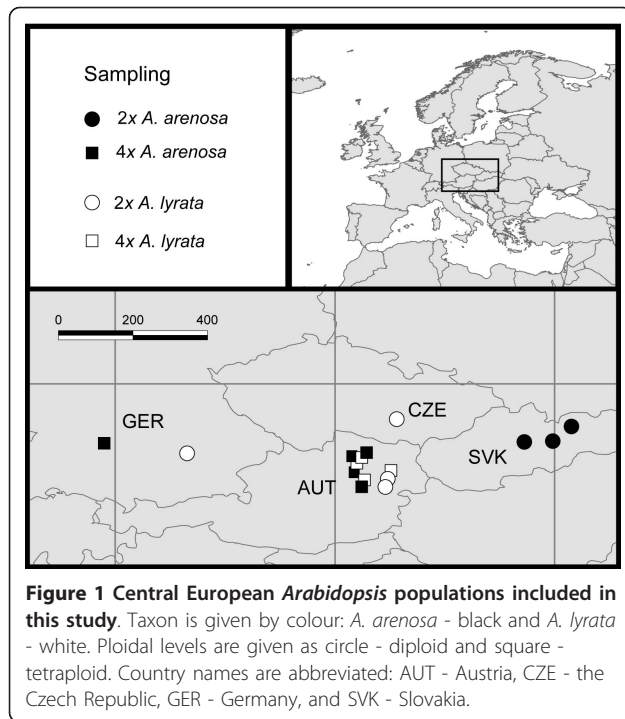 Sampling
2x A. arenosa
4x A. arenosa
2x A. lyrata
4x A. lyrata
0 200 400
GER
CZE
SVK
AUT
Figure 1 Central European Arabidopsis populations included in
this study. Taxon is given by colour: A. arenosa - black and A. lyrata
- white. Ploidal levels are given as circle - diploid and square -
tetraploid. Country names are abbreviated: AUT - Austria, CZE - the
Czech Republic, GER - Germany, and SVK - Slovakia.